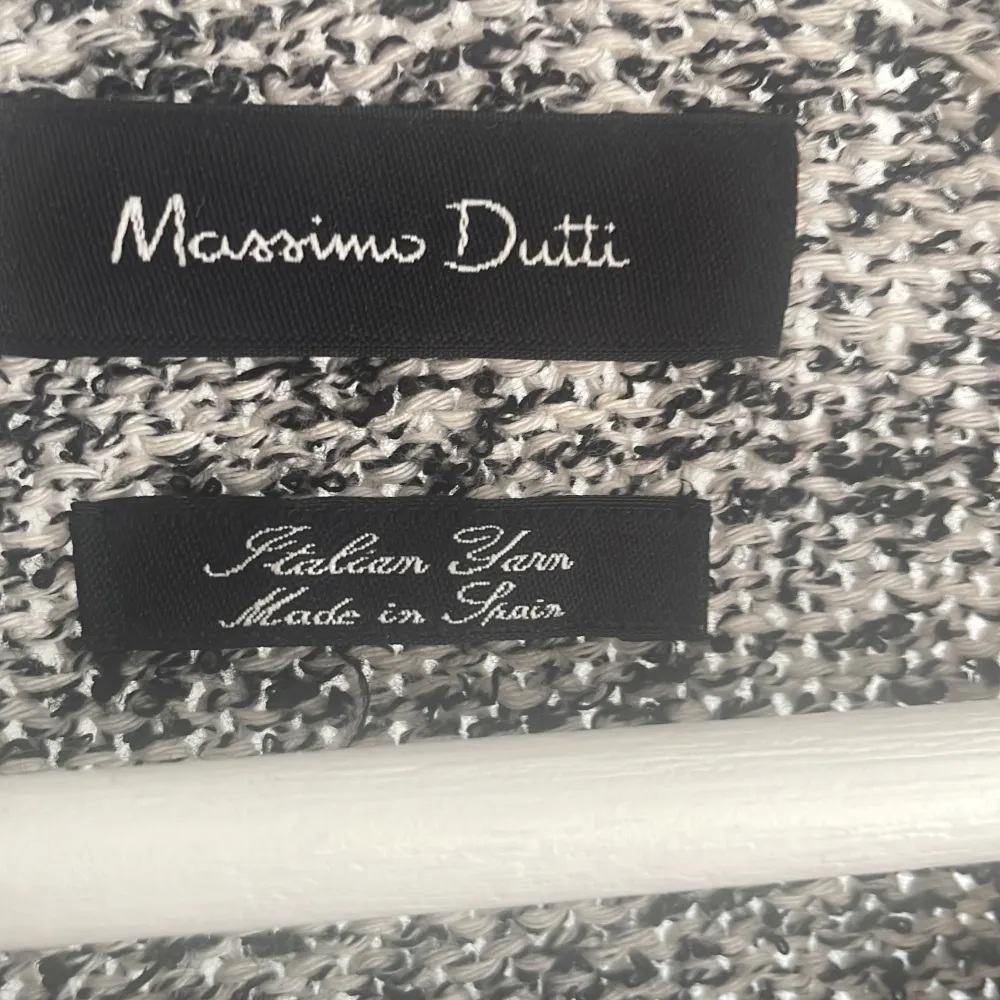 Massimo Dutti
Italian Yarn
Made in Spain